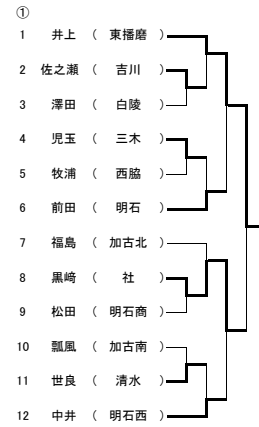 ①
1 井上 ( 東播磨 )
2 佐之瀬 ( 吉川 )
3 澤田 ( 白陵 )
4 児玉 ( 三木 )
5 牧浦 ( 西脇 )
6 前田 ( 明石 )
7 福島 ( 加古北 )
8 黒﨑 ( 社 )
9 松田 ( 明石商 )
10 瓢風 ( 加古南 )
11 世良 ( 清水 )
12 中井 ( 明石西 )